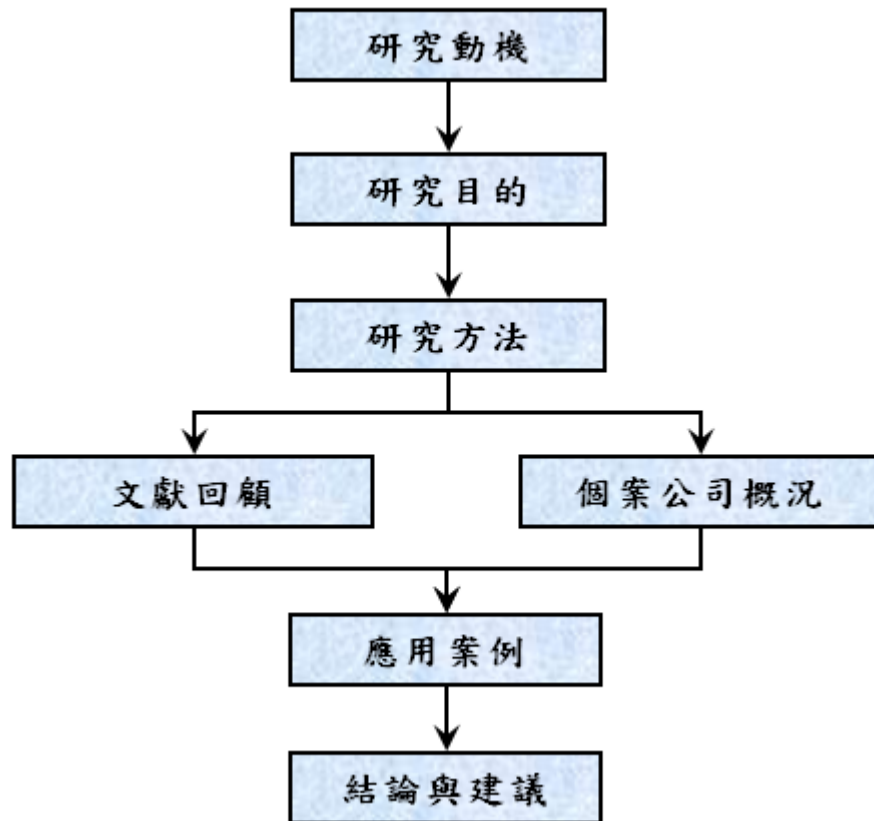 研究動機
研究目的
研究方法
文獻回顧
個案公司概況
應用案例
結論與建議